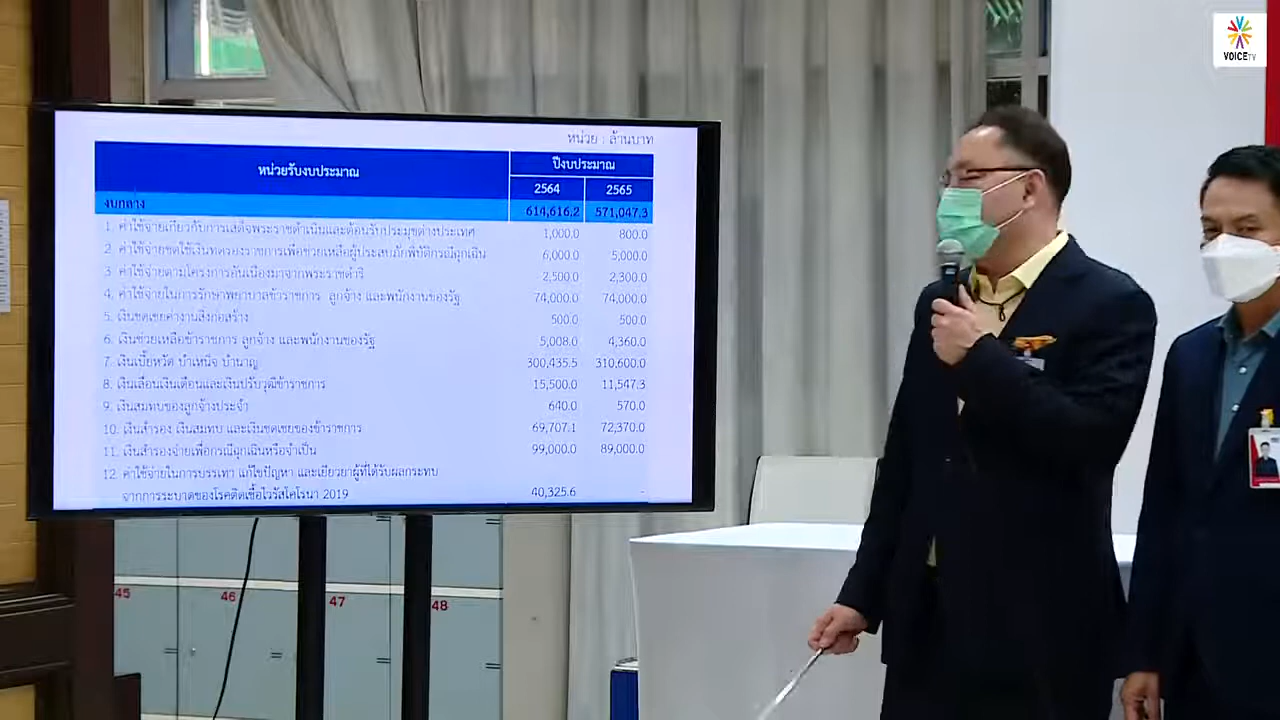 VOICE TV
หน่วย : ล้านบาท
หน่วยรับงบประมาณ
ปีงบประมาณ
2564 2565
งบกลาง 614,616.2 571,047.3
1. ค่าใช้จ่ายเกี่ยวกับการเสด็จพระราชดำเนินและต้อนรับประมุขต่างประเทศ 1,000.0 800.0
2 ค่าใช้จ่ายชดใช้เงินทดรองราชการเพื่อช่วยเหลือผู้ประสบภัยพิบัติกรณีฉุกเฉิน 6,000.0 5,000.0
3 ค่าใช้จ่ายตามโครงการอันเนื่องมาจากพระราชดำริ 2,500.0 2,300.0
4. ค่าใช้จ่ายในการรักษาพยาบาลข้าราชการ ลูกจ้าง และพนักงานของรัฐ 74,000.0 74,000.0
5. เงินชดเชยค่างานสิ่งก่อสร้าง 500.0 500.0
6. เงินช่วยเหลือข้าราชการ ลูกจ้าง และพนักงานของรัฐ 5,008.0 4,360.0
7. เงินเบี้ยหวัด บำเหน็จ บำนาญ 300,435.5 310,600.0
8. เงินเลื่อนเงินเดือนและเงินปรับวุฒิข้าราชการ 15,500.0 11,547.3
9. เงินสมทบของลูกจ้างประจำ 640.0 570.0
10. เงินสำรอง เงินสมทบ และเงินชดเชยของข้าราชการ 69,707.1 72,370.0
11. เงินสำรองจ่ายเพื่อกรณีฉุกเฉินหรือจำเป็น 99,000.0 89,000.0
12. ค่าใช้จ่ายในการบรรเทา แก้ไขปัญหา และเยียวยาผู้ที่ได้รับผลกระทบ
จากการระบาดของโรคติดเชื้อไวรัสโคโรนา 2019 40,325.6 -
45 46 47 48